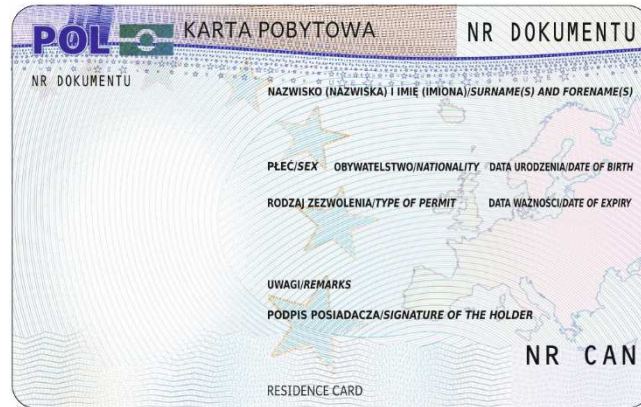 POL KARTA POBYTOWA NR DOKUMENTU
NR DOKUMENTU
NAZWISKO (NAZWISKA) I IMIĘ (IMIONA)/SURNAME(S) AND FORENAME(S)
PŁEĆ/SEX OBYWATELSTWO/NATIONALITY DATA URODZENIA/DATE OF BIRTH
RODZAJ ZEZWOLENIA/TYPE OF PERMIT DATA WAŻNOŚCI/DATE OF EXPIRY
UWAGI/REMARKS
PODPIS POSIADACZA/SIGNATURE OF THE HOLDER
NR CAN
RESIDENCE CARD